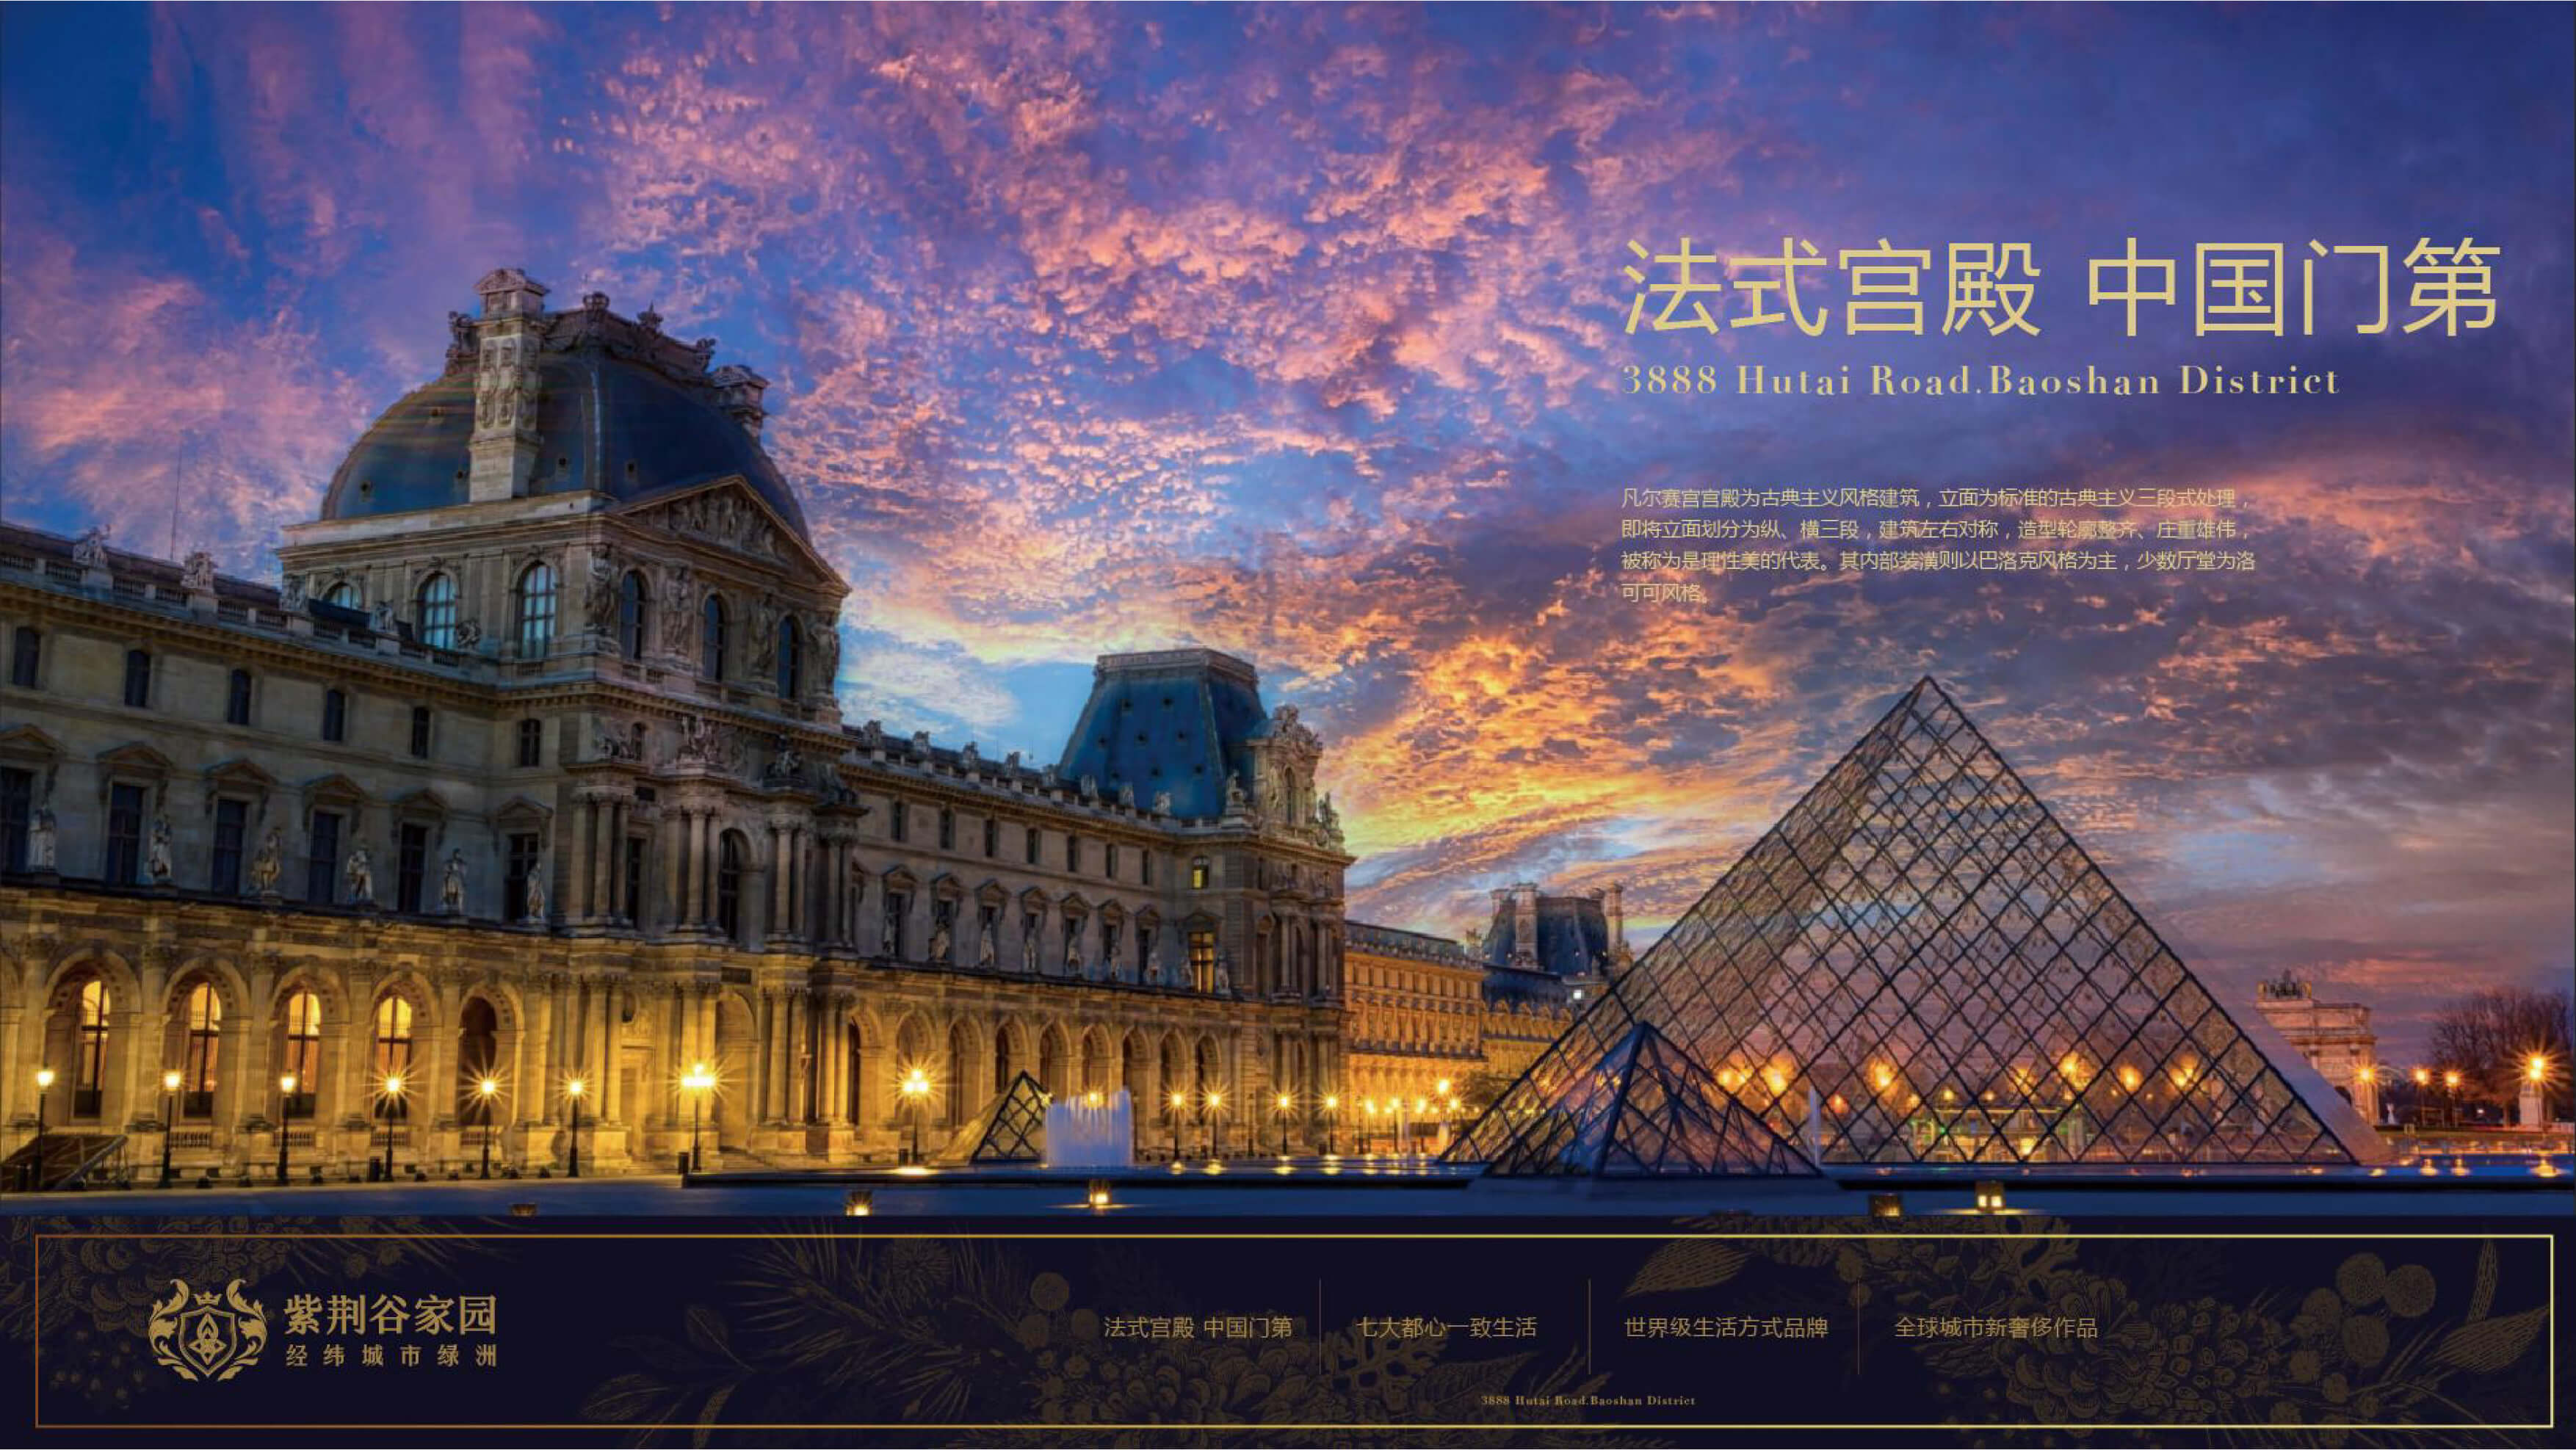 法式宫殿 中国门第
3888 Hutai Road.Baoshan District
凡尔赛宫宫殿为古典主义风格建筑，立面为标准的古典主义三段式处理，
即将立面划分为纵、横三段，建筑左右对称，造型轮廓整齐、庄重雄伟，
被称为是理性美的代表。其内部装潢则以巴洛克风格为主，少数厅堂为洛
可可风格。
紫荆谷家园
经纬城市绿洲
法式宫殿 中国门第
七大都心一致生活
世界级生活方式品牌
全球城市新奢侈作品
3888 Hutai Road.Baoshan District